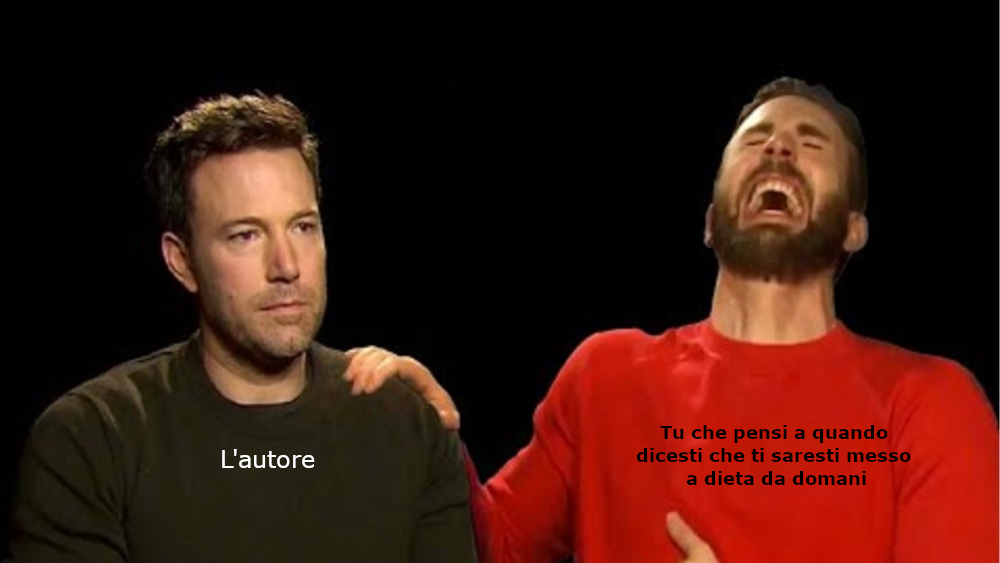 L'autore
Tu che pensi a quando
dicesti che ti saresti messo
a dieta da domani